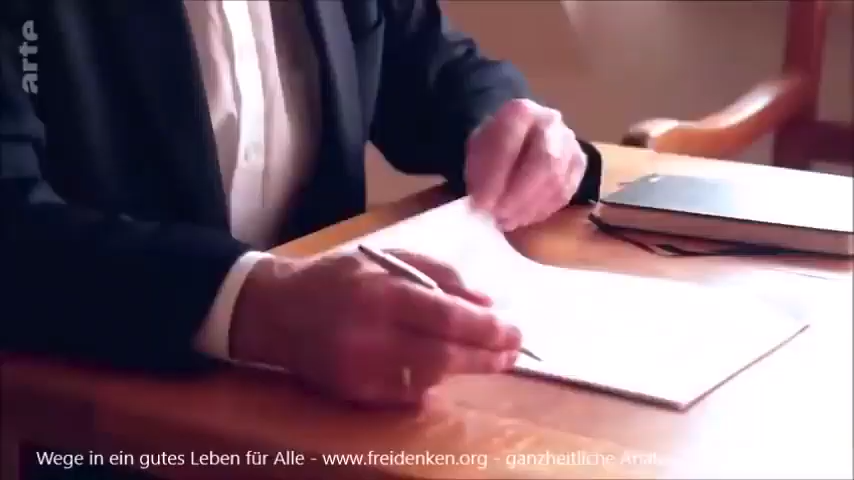 arte
Wege in ein gutes Leben für Alle - www.freidenken.org - ganzheitliche